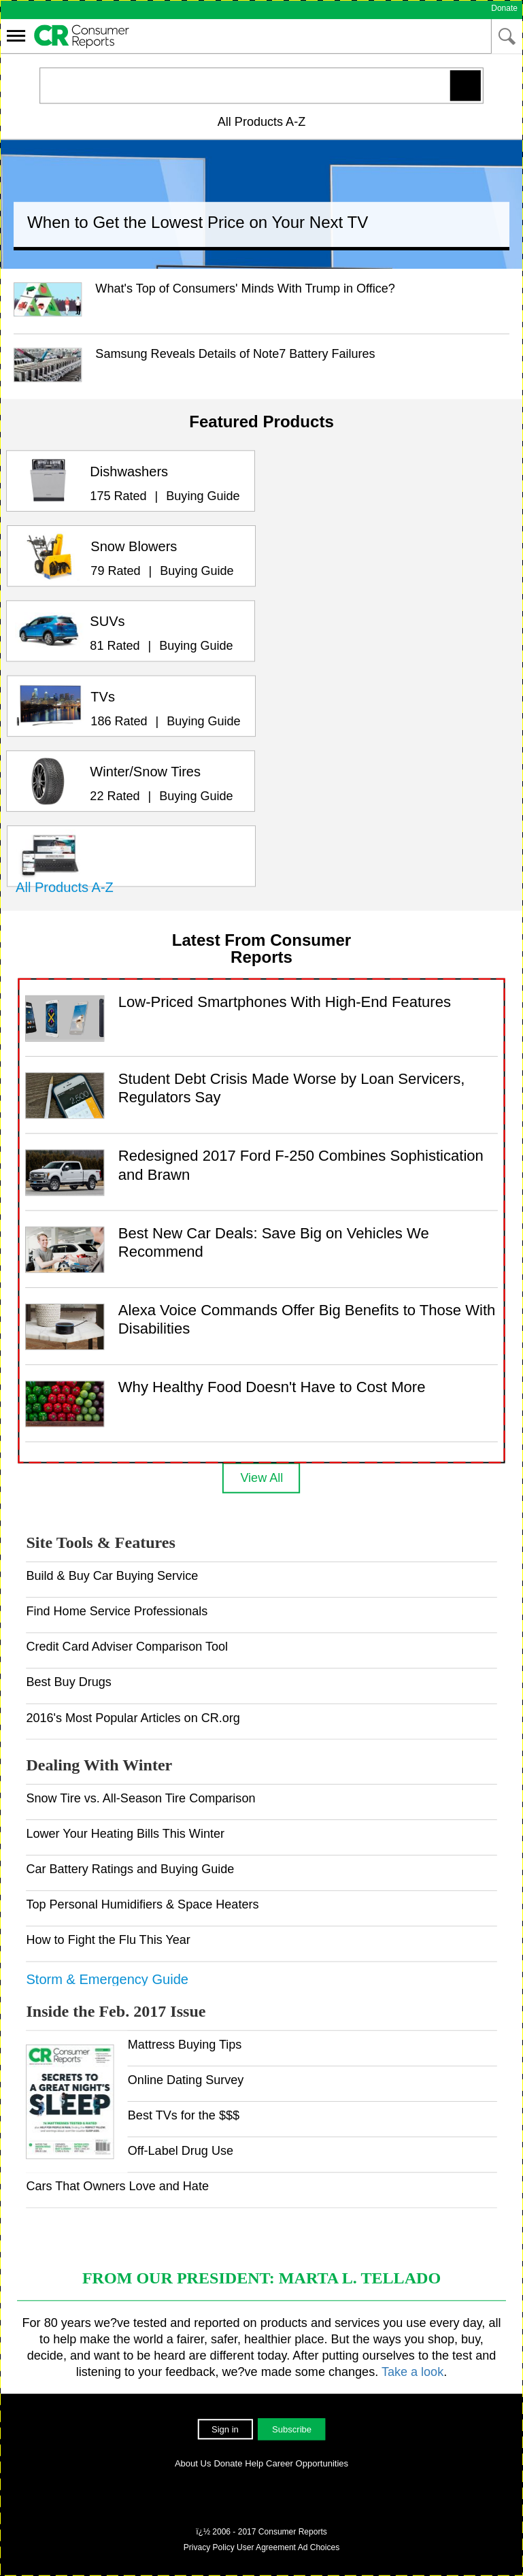 Donate
CR Consumer
Reports
All Products A-Z
When to Get the Lowest Price on Your Next TV
What's Top of Consumers' Minds With Trump in Office?
Samsung Reveals Details of Note7 Battery Failures
Featured Products
Dishwashers
175 Rated | Buying Guide
Snow Blowers
79 Rated | Buying Guide
SUVs
81 Rated | Buying Guide
TVs
186 Rated | Buying Guide
Winter/Snow Tires
22 Rated | Buying Guide
All Products A-Z
Latest From Consumer
Reports
Low-Priced Smartphones With High-End Features
Student Debt Crisis Made Worse by Loan Servicers,
Regulators Say
Redesigned 2017 Ford F-250 Combines Sophistication
and Brawn
Best New Car Deals: Save Big on Vehicles We
Recommend
Alexa Voice Commands Offer Big Benefits to Those With
Disabilities
Why Healthy Food Doesn't Have to Cost More
View All
Site Tools & Features
Build & Buy Car Buying Service
Find Home Service Professionals
Credit Card Adviser Comparison Tool
Best Buy Drugs
2016's Most Popular Articles on CR.org
Dealing With Winter
Snow Tire vs. All-Season Tire Comparison
Lower Your Heating Bills This Winter
Car Battery Ratings and Buying Guide
Top Personal Humidifiers & Space Heaters
How to Fight the Flu This Year
Storm & Emergency Guide
Inside the Feb. 2017 Issue
CR Consumer
Reports
SECRETS TO
A GREAT NIGHT'S
SLEEP
Mattress Buying Tips
Online Dating Survey
Best TVs for the $$$
Off-Label Drug Use
Cars That Owners Love and Hate
FROM OUR PRESIDENT: MARTA L. TELLADO
For 80 years we?ve tested and reported on products and services you use every day, all
to help make the world a fairer, safer, healthier place. But the ways you shop, buy,
decide, and want to be heard are different today. After putting ourselves to the test and
listening to your feedback, we?ve made some changes. Take a look.
Sign in
Subscribe
About Us Donate Help Career Opportunities
ï¿½ 2006 - 2017 Consumer Reports
Privacy Policy User Agreement Ad Choices